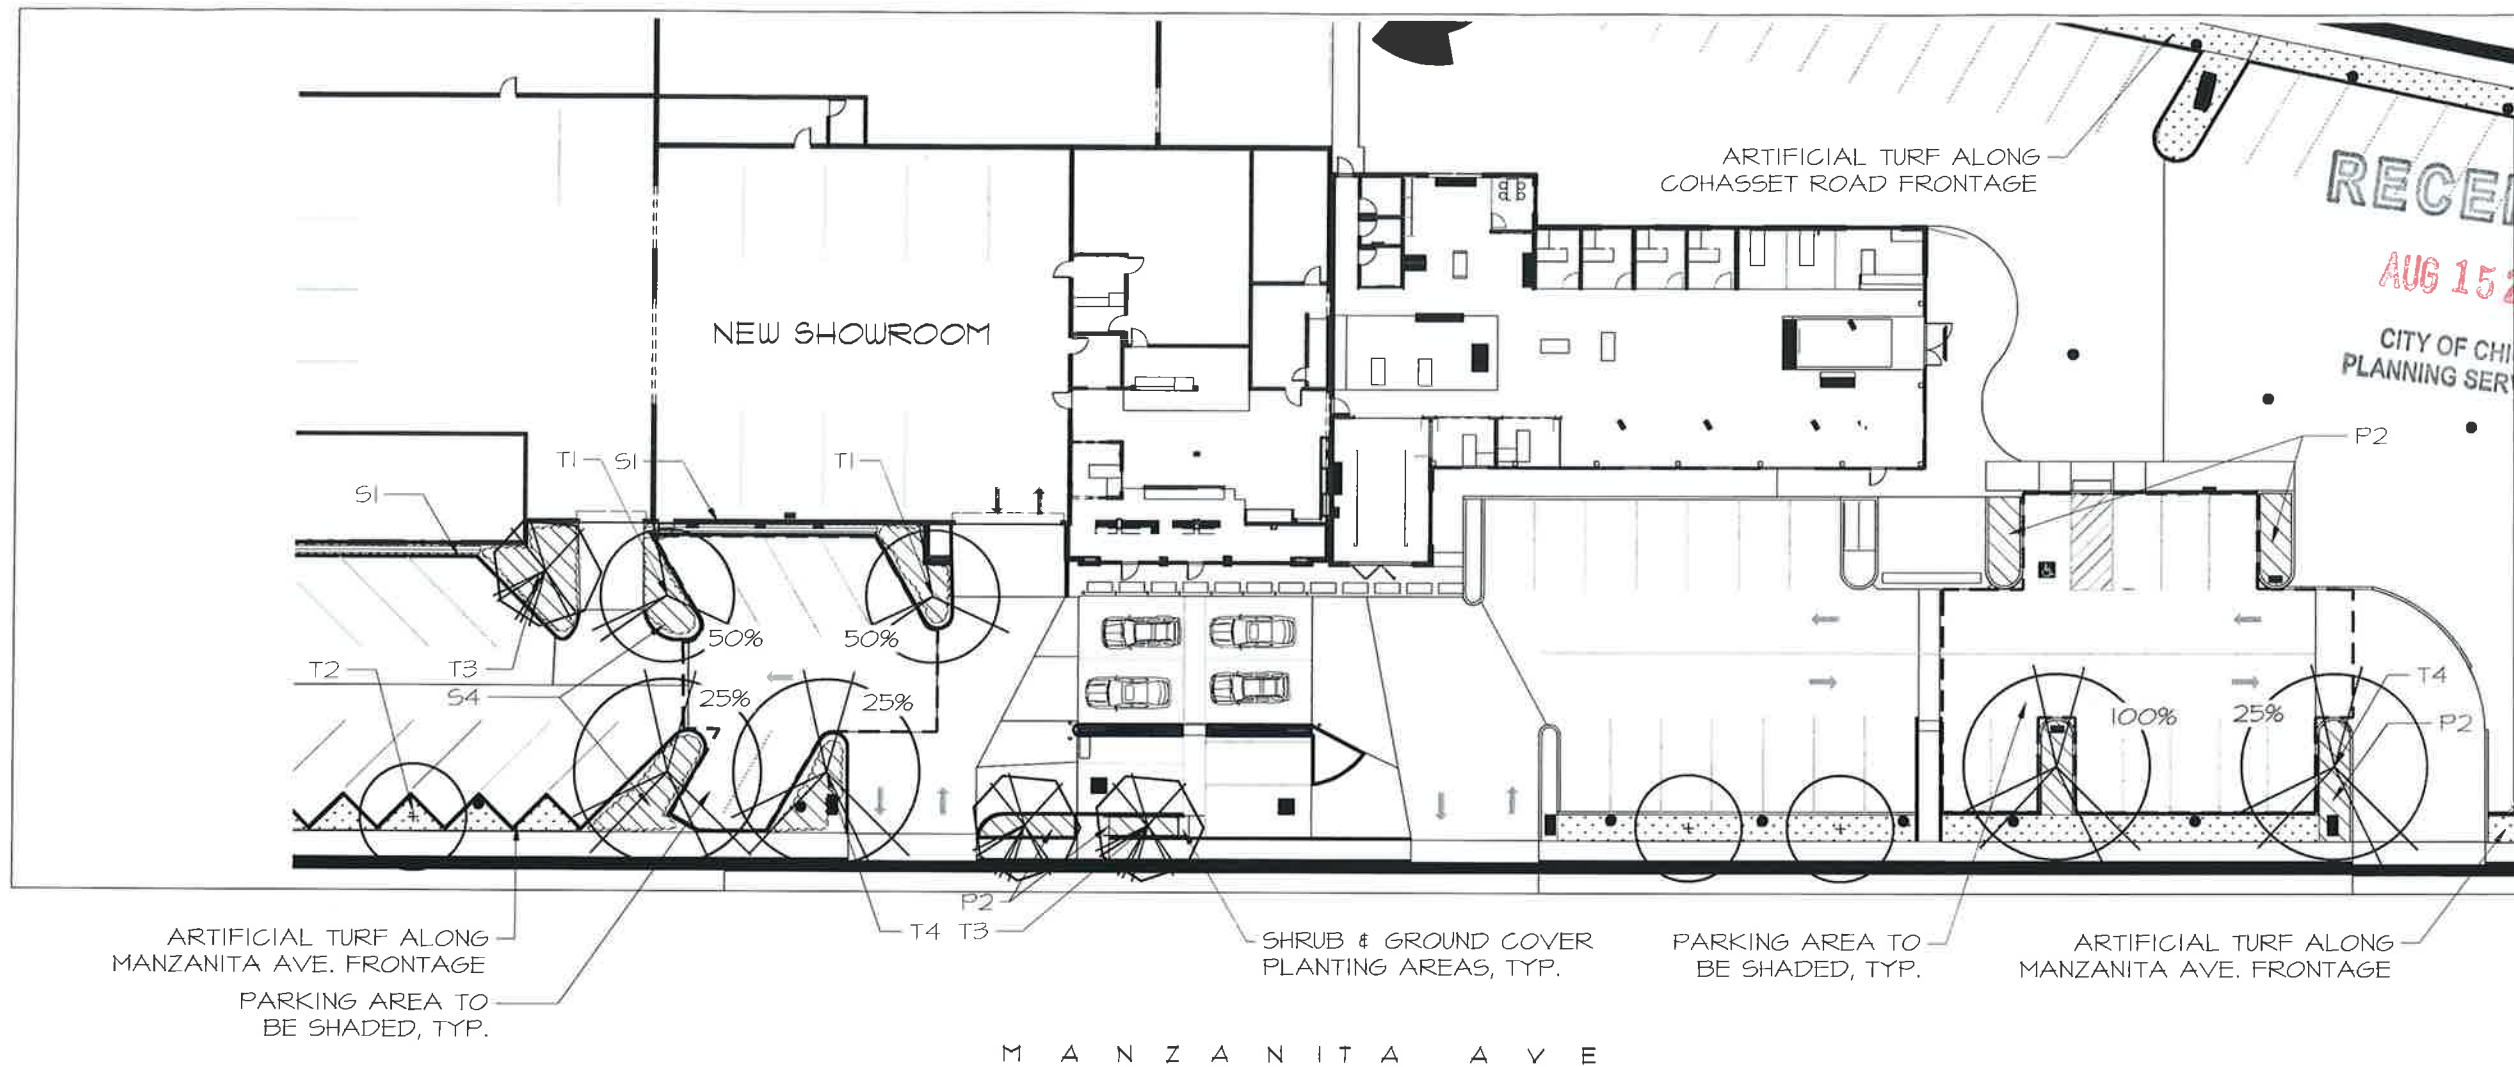 ARTIFICIAL TURF ALONG
COHASSET ROAD FRONTAGE
AUG 15
CITY OF
PLANNING
NEW SHOWROOM
P2
T1
S1
T1
S1
50%
50%
T2
T3
S4
25%
25%
7
100%
25%
T4
P2
P2
T4 T3
ARTIFICIAL TURF ALONG
MANZANITA AVE. FRONTAGE
PARKING AREA TO
BE SHADED, TYP.
SHRUB & GROUND COVER
PLANTING AREAS, TYP.
PARKING AREA TO
BE SHADED, TYP.
ARTIFICIAL TURF ALONG
MANZANITA AVE. FRONTAGE
MANZANITA AVE